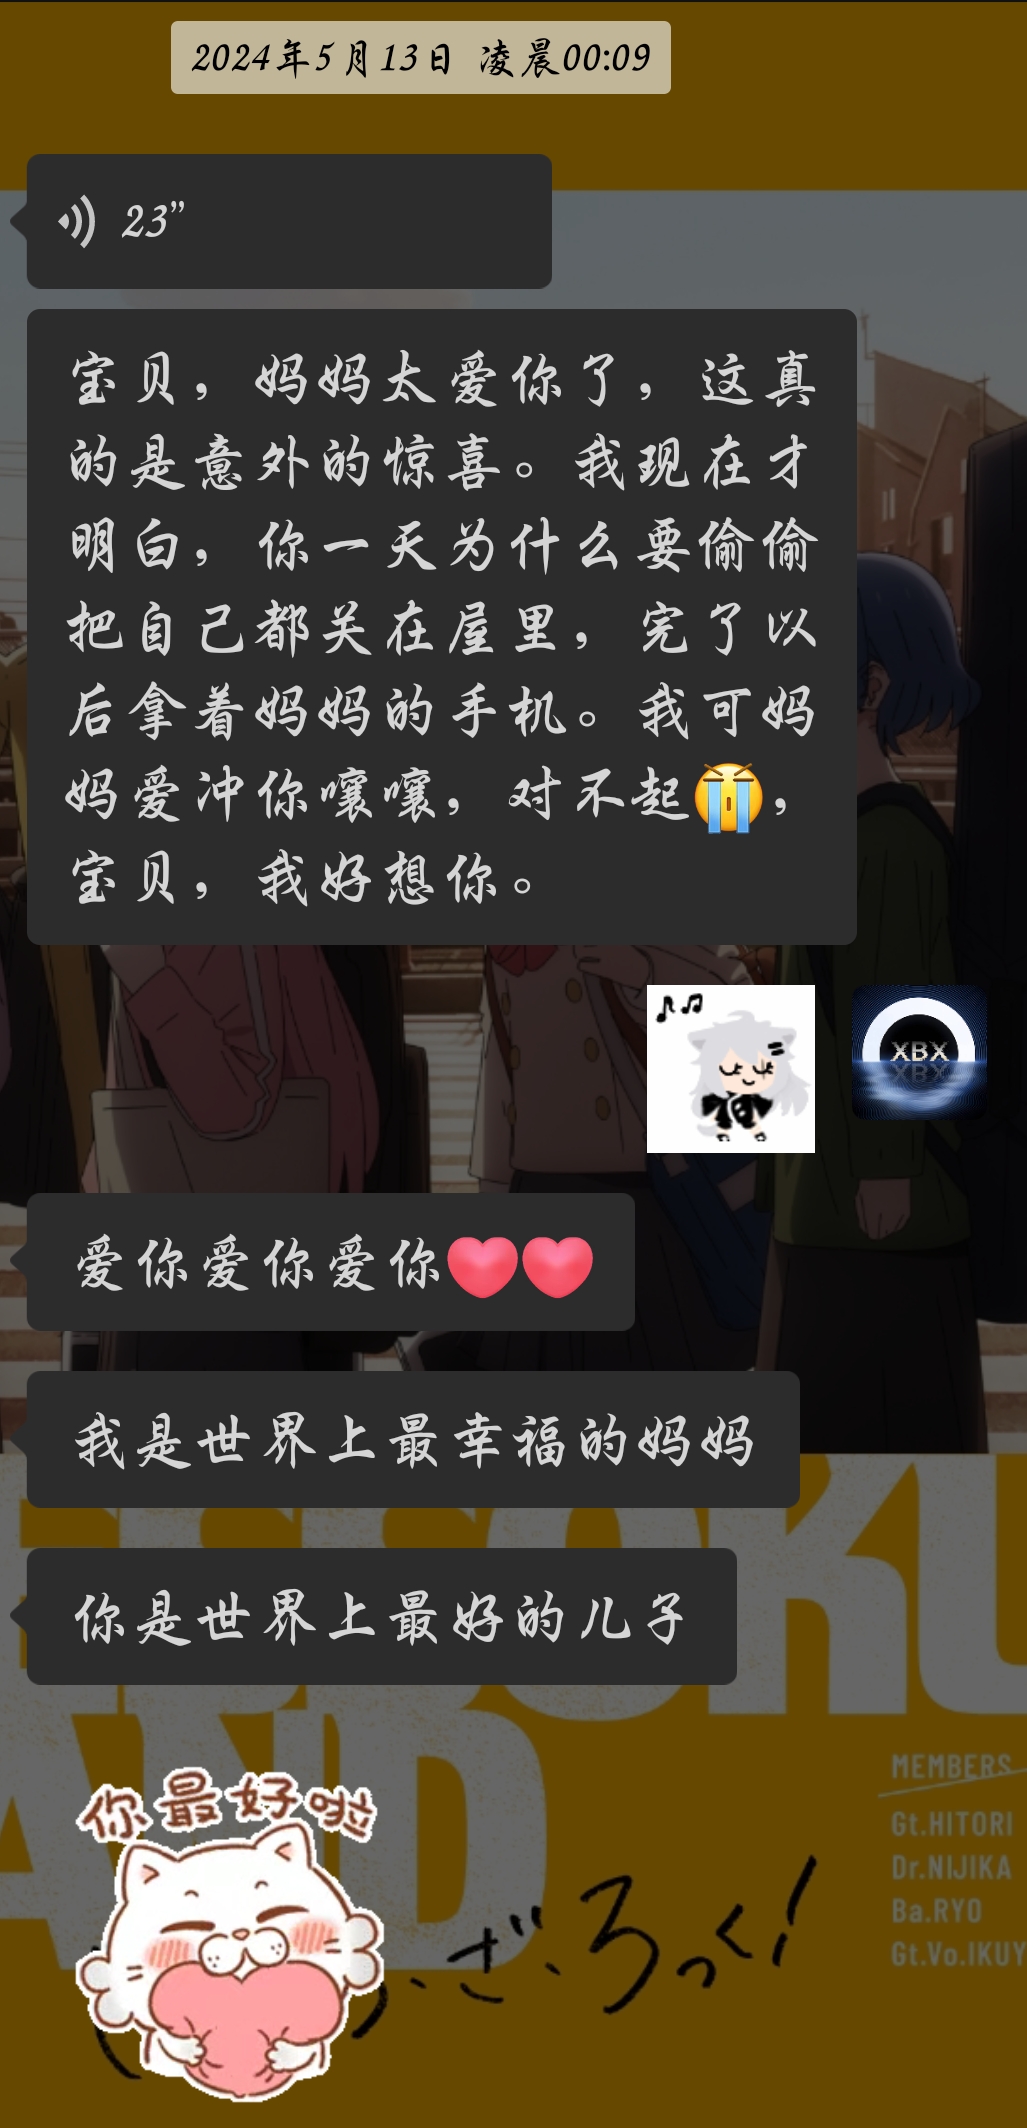 2024年5月13日 凌晨00:09
23”
宝贝，妈妈太爱你了，这真
的是意外的惊喜。我现在才
明白，你一天为什么要偷偷
把自己都关在屋里，完了以
后拿着妈妈的手机。我可妈
妈爱冲你嚷嚷，对不起😭，
宝贝，我好想你。
XBX
爱你爱你爱你❤❤
我是世界上最幸福的妈妈
你是世界上最好的儿子
你最好啦
MEMBERS
Gt.HITORI
Dr.NIJIKA
Ba.RYO
Gt.Vo.IKUY
ざ・ろっく!